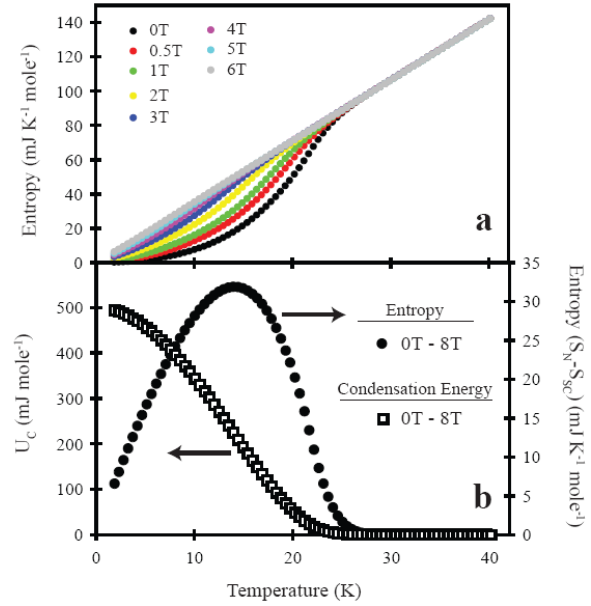 140
120
100
80
60
40
20
0
Entropy (mJ K⁻¹ mole⁻¹)
0T
0.5T
1T
2T
3T
4T
5T
6T
a
500
400
300
200
100
0
U_C (mJ mole⁻¹)
Entropy
0T - 8T
Condensation Energy
0T - 8T
b
35
30
25
20
15
10
5
0
Entropy (S_N-S_SC) (mJ K⁻¹ mole⁻¹)
0 10 20 30 40
Temperature (K)